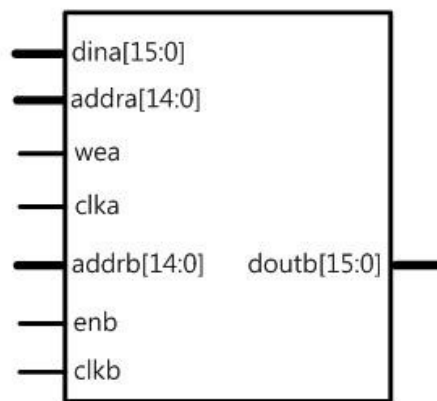 dina[15:0]
addra[14:0]
wea
clka
addrb[14:0] doutb[15:0]
enb
clkb